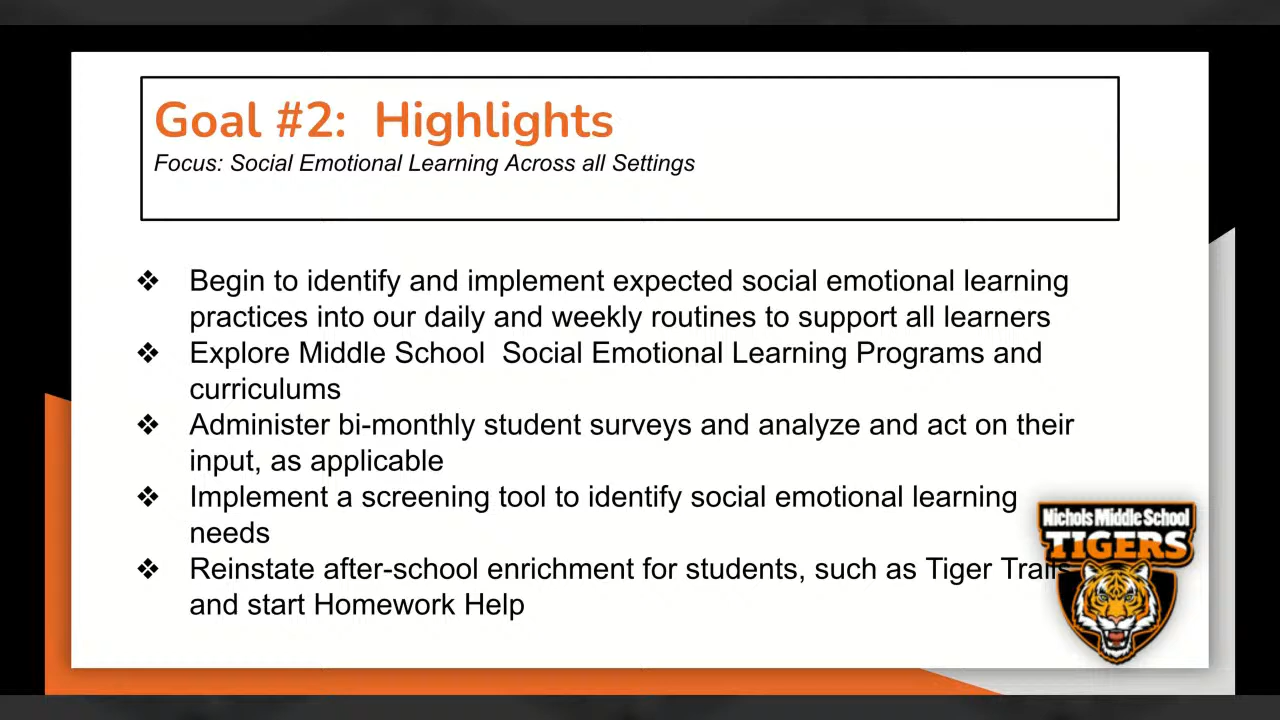 Goal #2:  Highlights
Focus: Social Emotional Learning Across all Settings
❖ Begin to identify and implement expected social emotional learning
practices into our daily and weekly routines to support all learners
❖ Explore Middle School  Social Emotional Learning Programs and
curriculums
❖ Administer bi-monthly student surveys and analyze and act on their
input, as applicable
❖ Implement a screening tool to identify social emotional learning
needs
❖ Reinstate after-school enrichment for students, such as Tiger Trails
and start Homework Help
Nichols Middle School
TIGERS